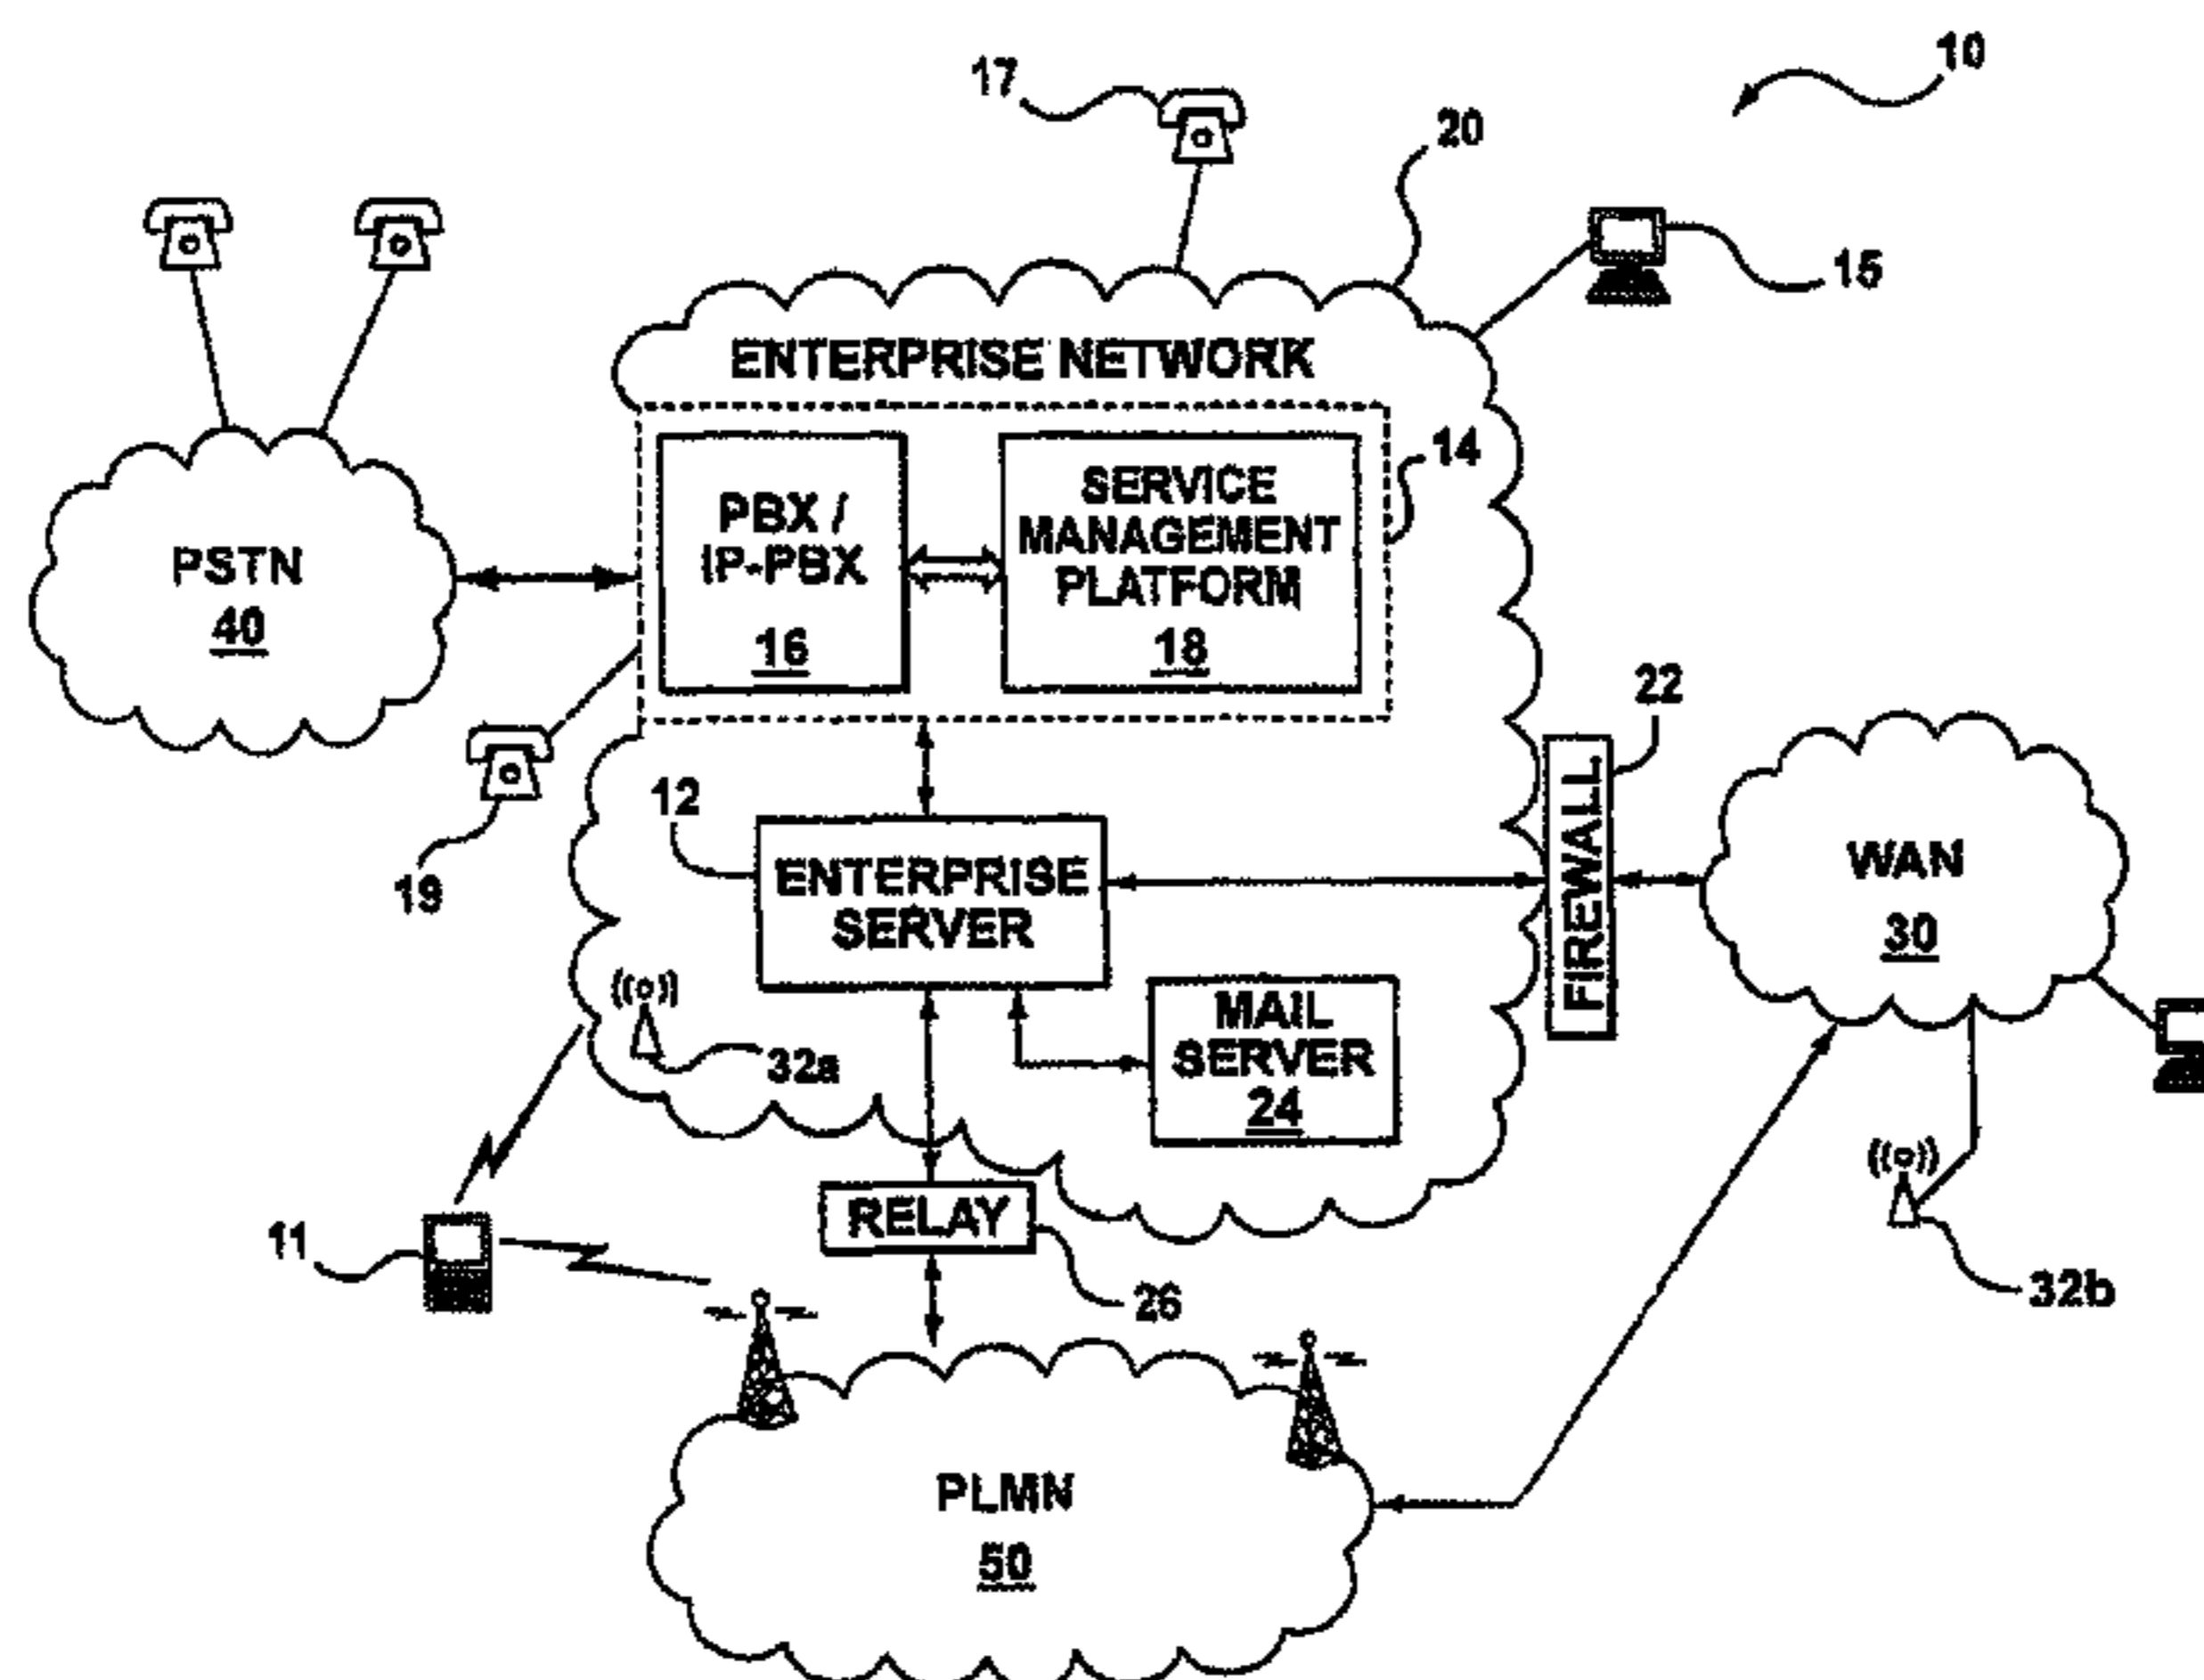 10
17
20
15
ENTERPRISE NETWORK
14
PBX /
IP-PBX
16
SERVICE
MANAGEMENT
PLATFORM
18
PSTN
40
22
19
12
ENTERPRISE
SERVER
FIREWALL
WAN
30
32a
MAIL
SERVER
24
RELAY
11
26
32b
PLMN
50